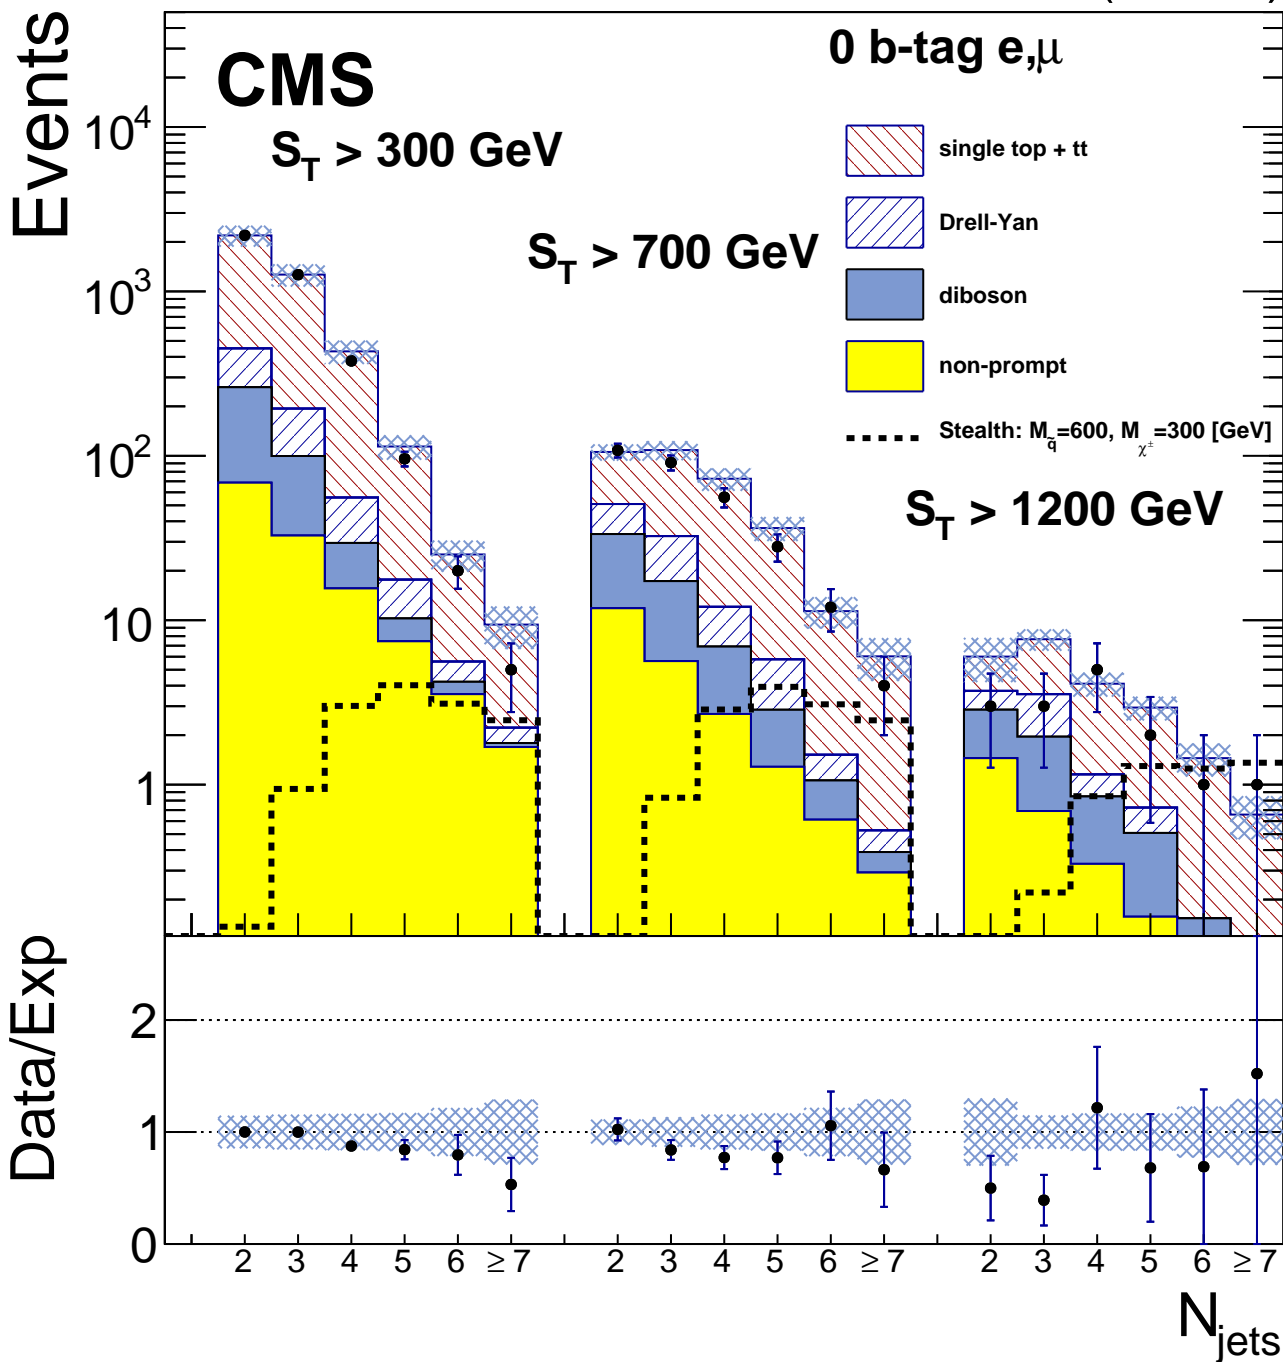 CMS
0 b-tag e,μ
S_T > 300 GeV
S_T > 700 GeV
S_T > 1200 GeV
single top + tt
Drell-Yan
diboson
non-prompt
Stealth: M_q̃=600, M_χ±=300 [GeV]
Events
10^4
10^3
10^2
10
1
Data/Exp
2
1
0
2 3 4 5 6 ≥7 2 3 4 5 6 ≥7 2 3 4 5 6 ≥7
N_jets